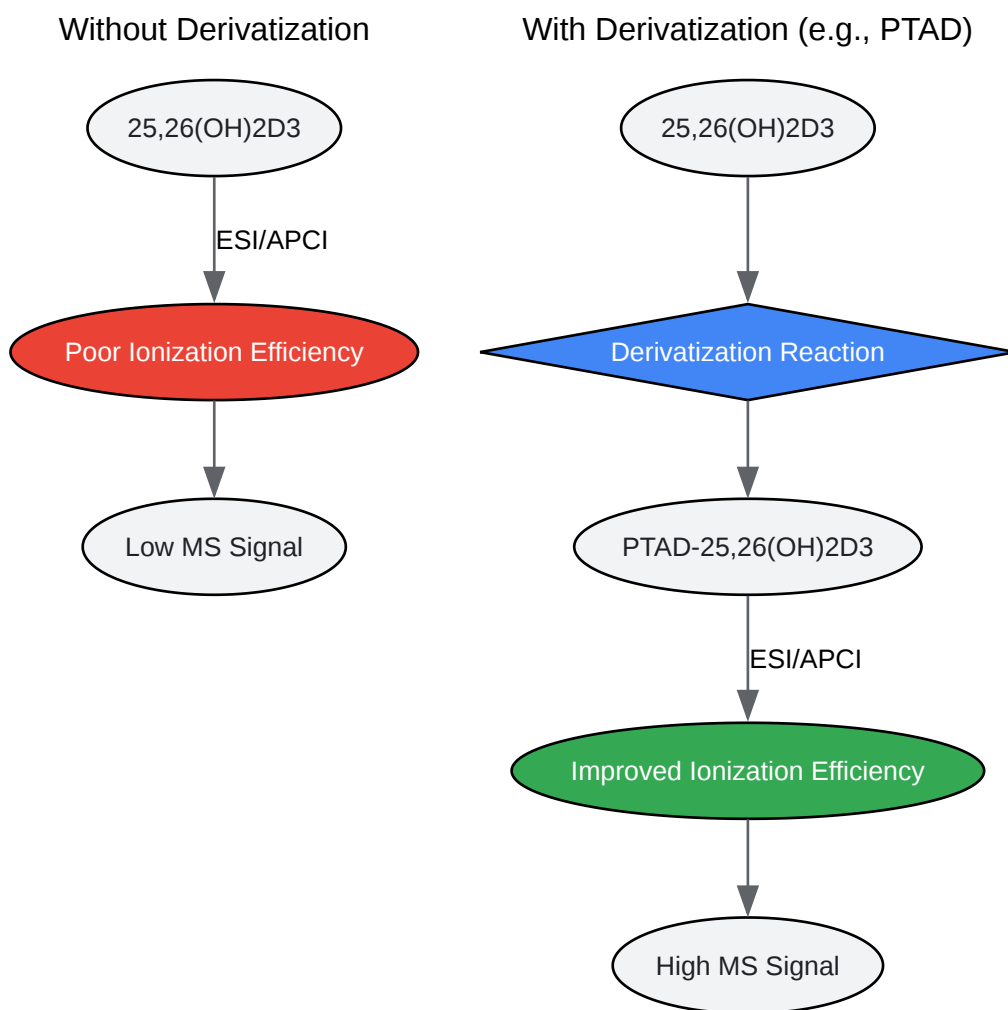 Without Derivatization
25,26(OH)2D3
ESI/APCI
Poor Ionization Efficiency
Low MS Signal
With Derivatization (e.g., PTAD)
25,26(OH)2D3
Derivatization Reaction
PTAD-25,26(OH)2D3
ESI/APCI
Improved Ionization Efficiency
High MS Signal